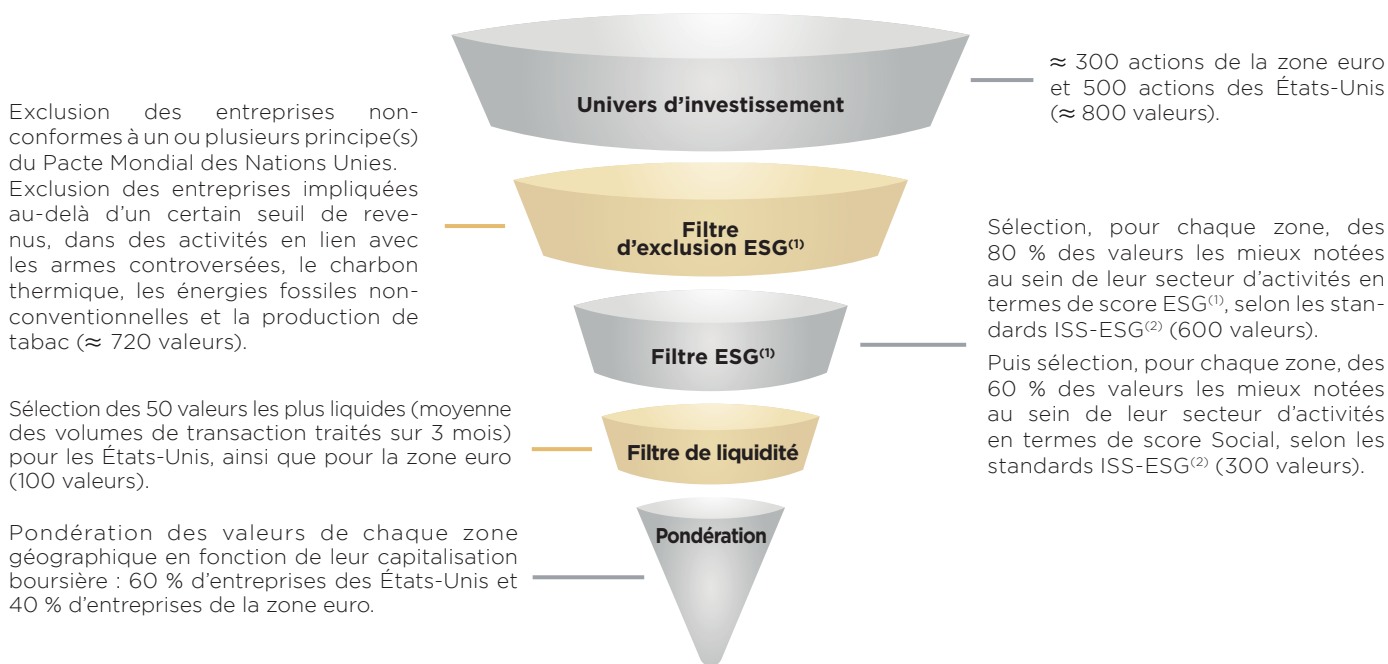 Univers d’investissement
≈ 300 actions de la zone euro
et 500 actions des États-Unis
(≈ 800 valeurs).
Exclusion des entreprises non-
conformes à un ou plusieurs principe(s)
du Pacte Mondial des Nations Unies.
Exclusion des entreprises impliquées
au-delà d’un certain seuil de reve-
nus, dans des activités en lien avec
les armes controversées, le charbon
thermique, les énergies fossiles non-
conventionnelles et la production de
tabac (≈ 720 valeurs).
Filtre
d’exclusion ESG⁽¹⁾
Filtre ESG⁽¹⁾
Sélection, pour chaque zone, des
80 % des valeurs les mieux notées
au sein de leur secteur d’activités en
termes de score ESG⁽¹⁾, selon les stan-
dards ISS-ESG⁽²⁾ (600 valeurs).
Puis sélection, pour chaque zone, des
60 % des valeurs les mieux notées
au sein de leur secteur d’activités
en termes de score Social, selon les
standards ISS-ESG⁽²⁾ (300 valeurs).
Sélection des 50 valeurs les plus liquides (moyenne
des volumes de transaction traités sur 3 mois)
pour les États-Unis, ainsi que pour la zone euro
(100 valeurs).
Filtre de liquidité
Pondération
Pondération des valeurs de chaque zone
géographique en fonction de leur capitalisation
boursière : 60 % d’entreprises des États-Unis et
40 % d’entreprises de la zone euro.